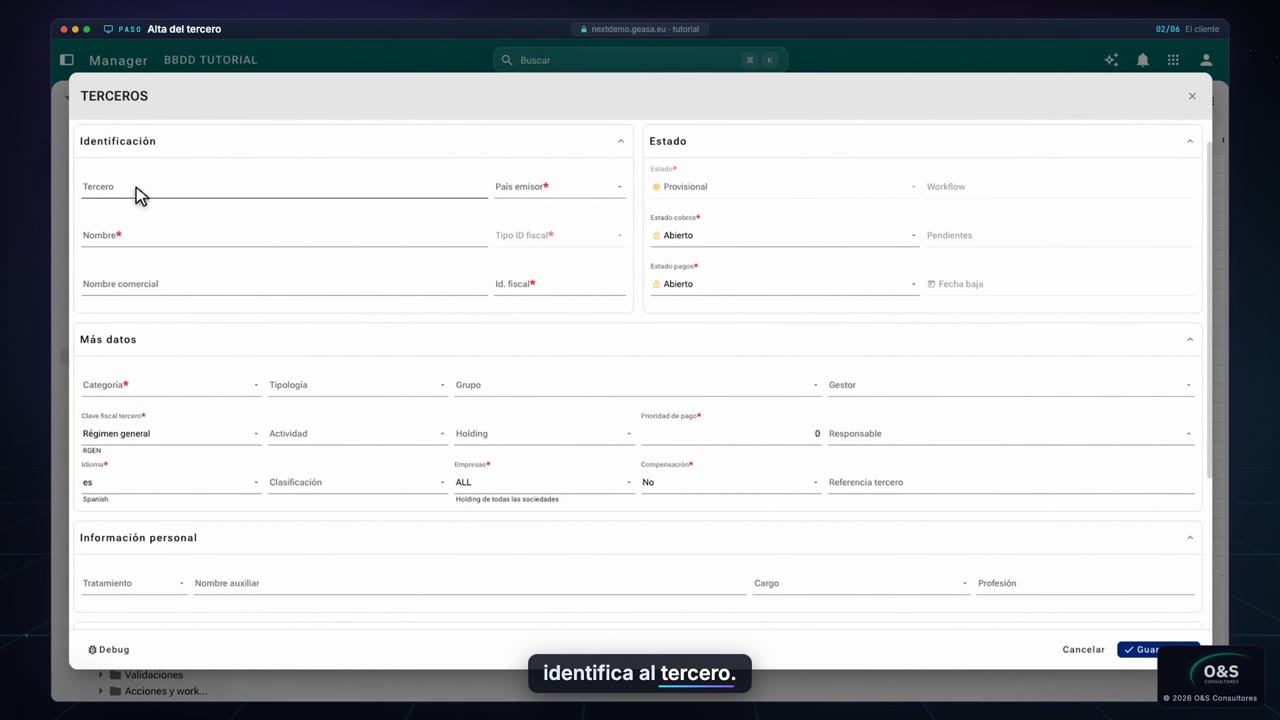 PASO Alta del tercero
nextdemo.geasa.eu · tutorial
02/06 El cliente
Manager BBDD TUTORIAL
Buscar
⌘ K
TERCEROS
Identificación
Tercero
País emisor*
Nombre*
Tipo ID fiscal*
Nombre comercial
Id. fiscal*
Estado
Estado*
Provisional
Workflow
Estado cobros*
Abierto
Pendientes
Estado pagos*
Abierto
Fecha baja
Más datos
Categoría*
Tipología
Grupo
Gestor
Clave fiscal tercero*
Régimen general
RGEN
Actividad
Holding
Prioridad de pago*
0
Responsable
Idioma*
es
Spanish
Clasificación
Empresas*
ALL
Holding de todas las sociedades
Compensación*
No
Referencia tercero
Información personal
Tratamiento
Nombre auxiliar
Cargo
Profesión
Debug
Cancelar
Validaciones
Acciones y work...
identifica al tercero.
O&S
CONSULTORES
© 2026 O&S Consultores